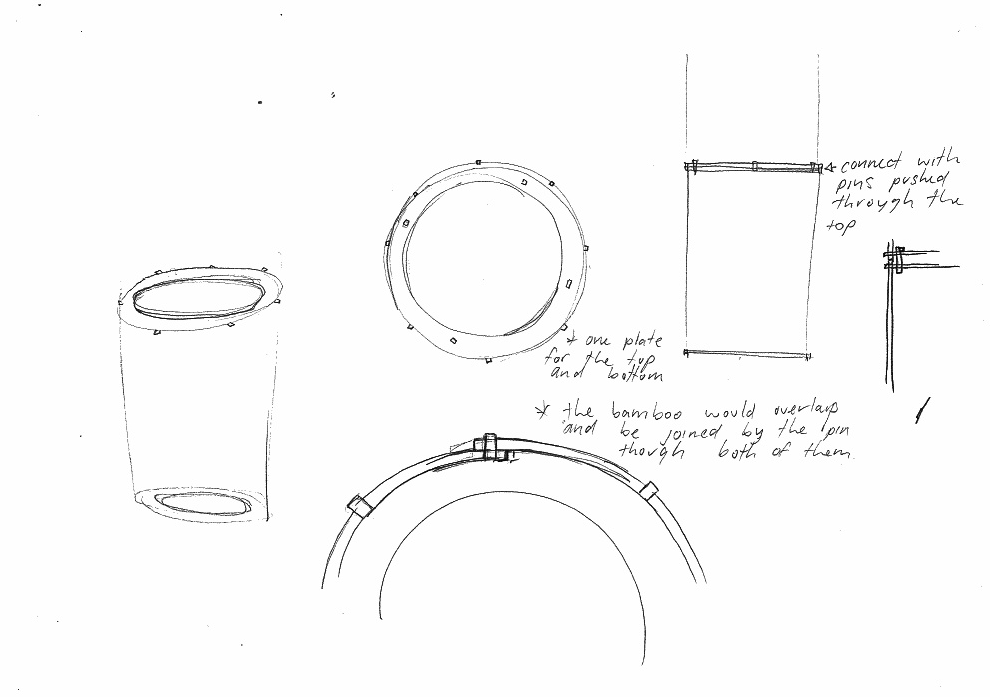 connect with
pins pushed
through the
top
* one plate
for the top
and bottom
* the bamboo would overlap
and be joined by the pin
though both of them